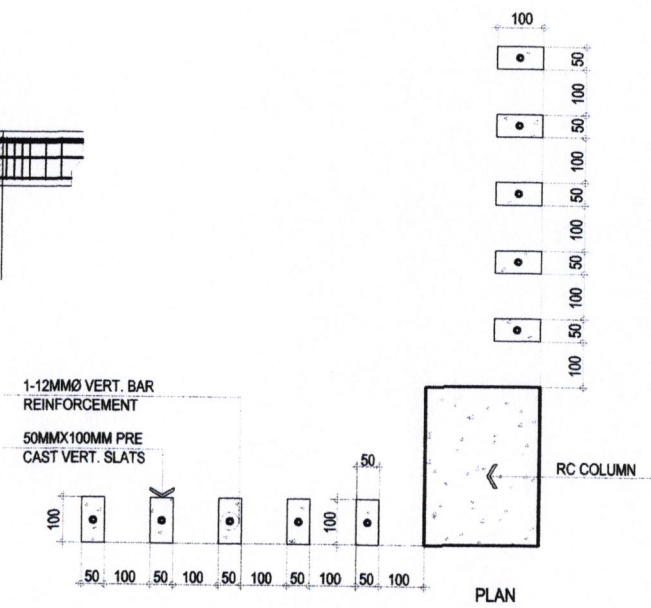 100
50
100
50
100
50
100
50
100
50
100
1-12MMØ VERT. BAR
REINFORCEMENT
50MMX100MM PRE
CAST VERT. SLATS
50
RC COLUMN
100
100
50 100 50 100 50 100 50 100 50 100
PLAN